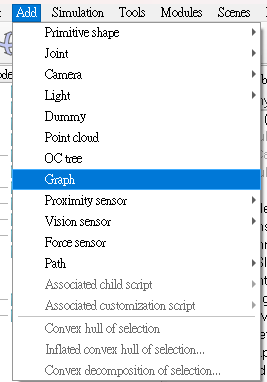 Add Simulation Tools Modules Scenes
Primitive shape
Joint
Camera
Light
Dummy
Point cloud
OC tree
Graph
Proximity sensor
Vision sensor
Force sensor
Path
Associated child script
Associated customization script
Convex hull of selection
Inflated convex hull of selection...
Convex decomposition of selection...